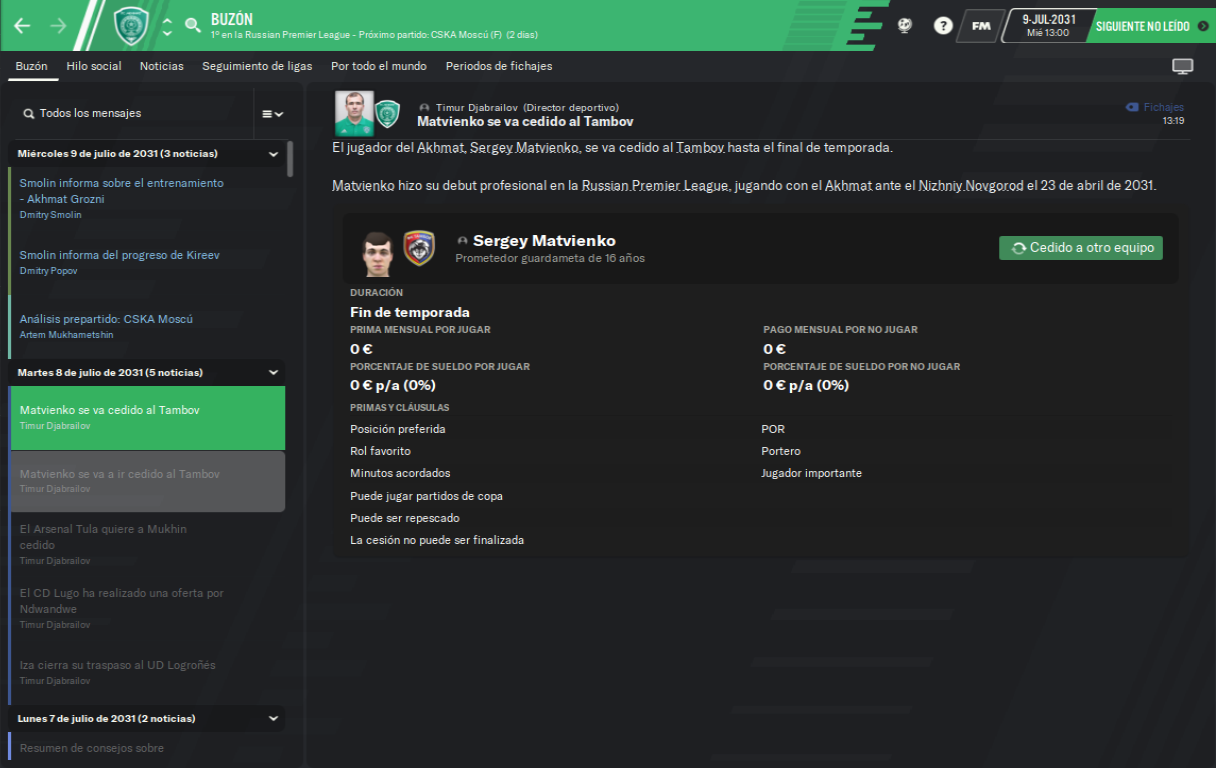 BUZÓN
1º en la Russian Premier League - Próximo partido: CSKA Moscú (F) (2 días)
?
FM
9-JUL-2031
Mié 13:00
SIGUIENTE NO LEÍDO
Buzón
Hilo social
Noticias
Seguimiento de ligas
Por todo el mundo
Periodos de fichajes
Todos los mensajes
Miércoles 9 de julio de 2031 (3 noticias)
Smolin informa sobre el entrenamiento
- Akhmat Grozni
Dmitry Smolin
Smolin informa del progreso de Kireev
Dmitry Popov
Análisis prepartido: CSKA Moscú
Artem Mukhametshin
Martes 8 de julio de 2031 (5 noticias)
Matvienko se va cedido al Tambov
Timur Djabrailov
Matvienko se va a ir cedido al Tambov
Timur Djabrailov
El Arsenal Tula quiere a Mukhin
cedido
Timur Djabrailov
El CD Lugo ha realizado una oferta por
Ndwandwe
Timur Djabrailov
Iza cierra su traspaso al UD Logroñés
Timur Djabrailov
Lunes 7 de julio de 2031 (2 noticias)
Resumen de consejos sobre
Timur Djabrailov (Director deportivo)
Matvienko se va cedido al Tambov
Fichajes
13:19
El jugador del Akhmat, Sergey Matvienko, se va cedido al Tambov hasta el final de temporada.
Matvienko hizo su debut profesional en la Russian Premier League, jugando con el Akhmat ante el Nizhniy Novgorod el 23 de abril de 2031.
Sergey Matvienko
Prometedor guardameta de 16 años
Cedido a otro equipo
DURACIÓN
Fin de temporada
PRIMA MENSUAL POR JUGAR
PAGO MENSUAL POR NO JUGAR
0 €
0 €
PORCENTAJE DE SUELDO POR JUGAR
PORCENTAJE DE SUELDO POR NO JUGAR
0 € p/a (0%)
0 € p/a (0%)
PRIMAS Y CLÁUSULAS
Posición preferida
POR
Rol favorito
Portero
Minutos acordados
Jugador importante
Puede jugar partidos de copa
Puede ser repescado
La cesión no puede ser finalizada